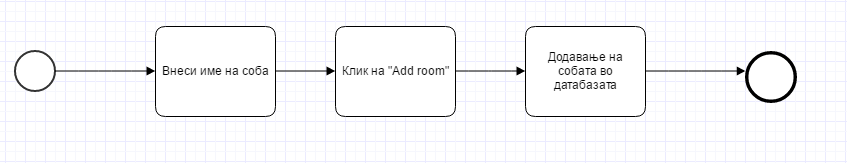 Внеси име на соба
Клик на "Add room"
Додавање на
собата во
датабазата